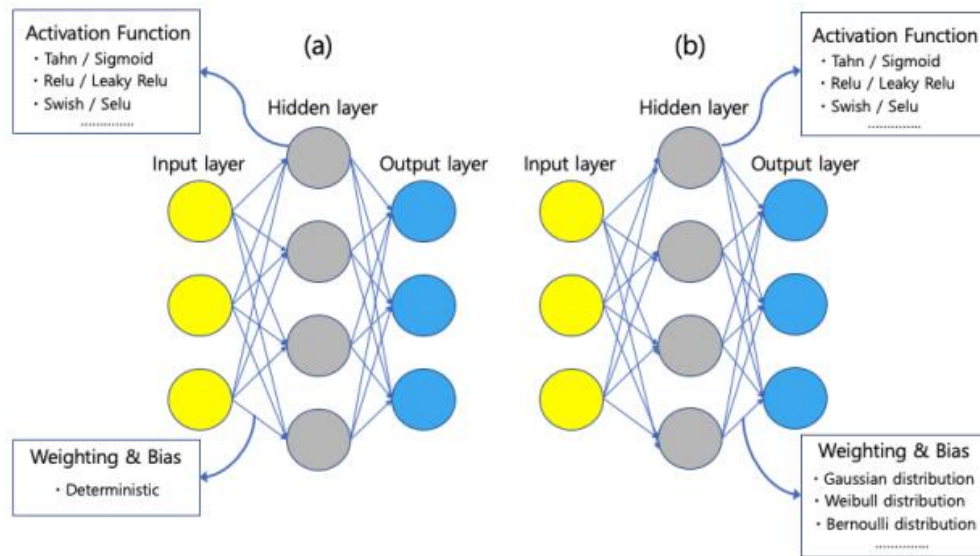 Activation Function
· Tahn / Sigmoid
· Relu / Leaky Relu
· Swish / Selu
..............
(a)
Hidden layer
Input layer
Output layer
Weighting & Bias
· Deterministic
(b)
Activation Function
· Tahn / Sigmoid
· Relu / Leaky Relu
· Swish / Selu
..............
Hidden layer
Input layer
Output layer
Weighting & Bias
· Gaussian distribution
· Weibull distribution
· Bernoulli distribution
..............